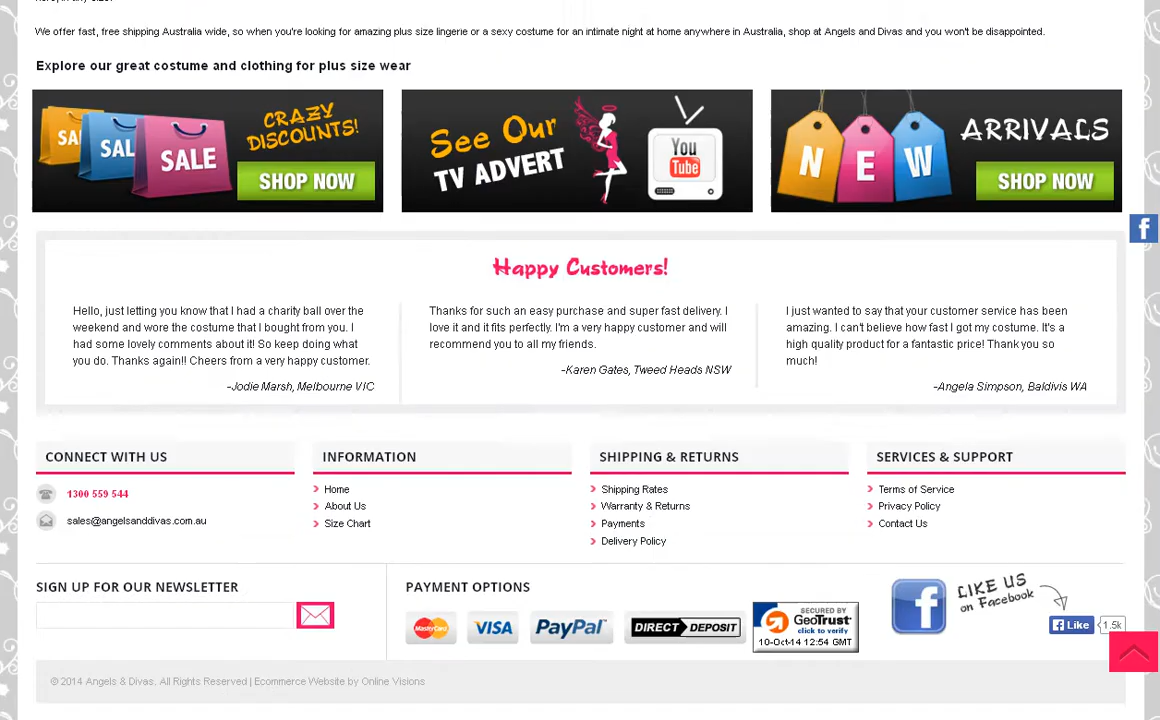 We offer fast, free shipping Australia wide, so when you're looking for amazing plus size lingerie or a sexy costume for an intimate night at home anywhere in Australia, shop at Angels and Divas and you won't be disappointed.
Explore our great costume and clothing for plus size wear
SAL
SAL
SALE
CRAZY
DISCOUNTS!
SHOP NOW
See Our
TV ADVERT
You
Tube
NEW
ARRIVALS
SHOP NOW
f
Happy Customers!
Hello, just letting you know that I had a charity ball over the
weekend and wore the costume that I bought from you. I
had some lovely comments about it! So keep doing what
you do. Thanks again!! Cheers from a very happy customer.
-Jodie Marsh, Melbourne VIC
Thanks for such an easy purchase and super fast delivery. I
love it and it fits perfectly. I'm a very happy customer and will
recommend you to all my friends.
-Karen Gates, Tweed Heads NSW
I just wanted to say that your customer service has been
amazing. I can't believe how fast I got my costume. It's a
high quality product for a fantastic price! Thank you so
much!
-Angela Simpson, Baldivis WA
CONNECT WITH US
1300 559 544
sales@angelsanddivas.com.au
INFORMATION
Home
About Us
Size Chart
SHIPPING & RETURNS
Shipping Rates
Warranty & Returns
Payments
Delivery Policy
SERVICES & SUPPORT
Terms of Service
Privacy Policy
Contact Us
SIGN UP FOR OUR NEWSLETTER
PAYMENT OPTIONS
MasterCard
VISA
PayPal
DIRECT DEPOSIT
SECURED BY
GeoTrust
click to verify
10-Oct-14 12:54 GMT
f
LIKE US
on Facebook
Like
1.5k
© 2014 Angels & Divas. All Rights Reserved | Ecommerce Website by Online Visions